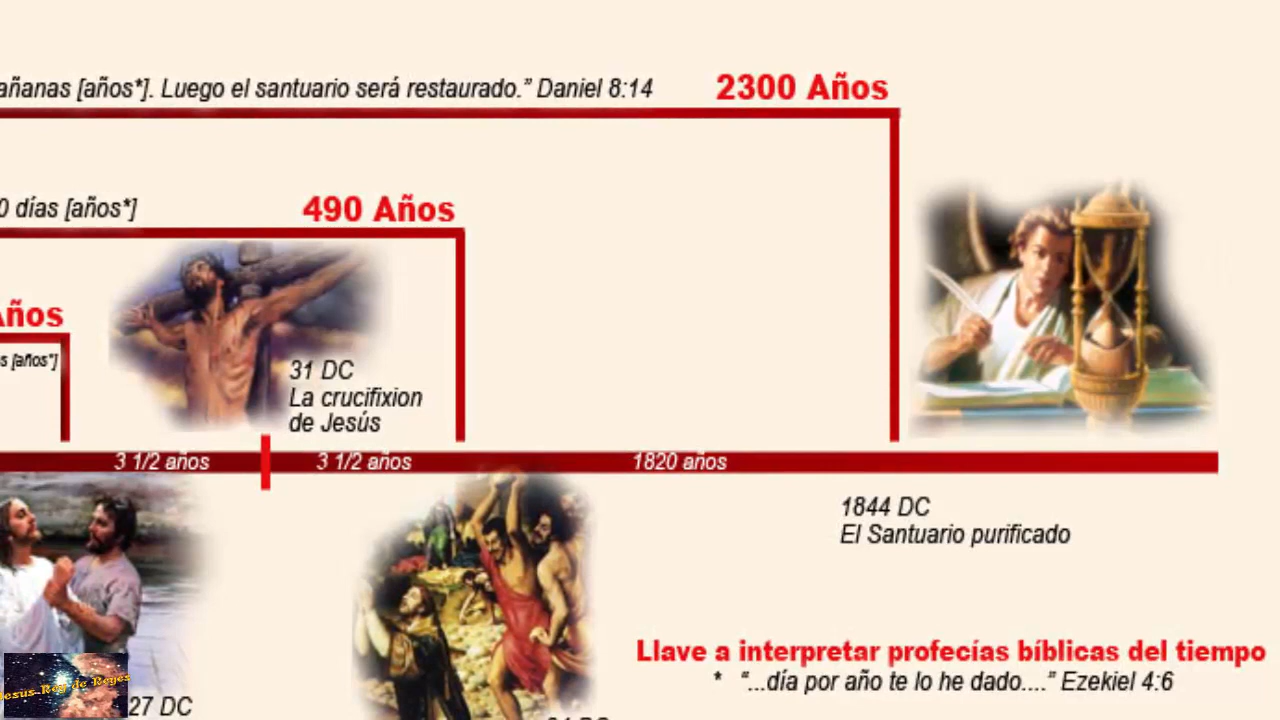 añanas [años*]. Luego el santuario será restaurado.” Daniel 8:14
2300 Años
0 días [años*]
490 Años
Años
s [años*]
31 DC
La crucifixion
de Jesús
3 1/2 años
3 1/2 años
1820 años
1844 DC
El Santuario purificado
Llave a interpretar profecías bíblicas del tiempo
* “...día por año te lo he dado....” Ezekiel 4:6
Jesus Rey de Reyes
27 DC